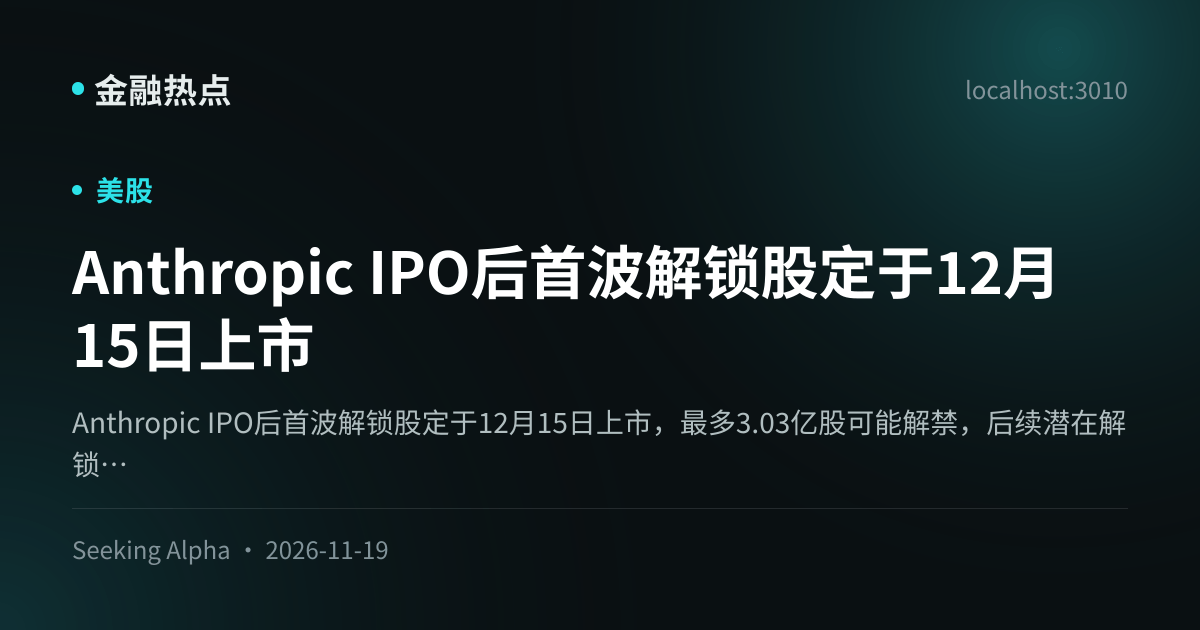 金融热点
localhost:3010
美股
Anthropic IPO后首波解锁股定于12月
15日上市
Anthropic IPO后首波解锁股定于12月15日上市，最多3.03亿股可能解禁，后续潜在解
锁…
Seeking Alpha · 2026-11-19